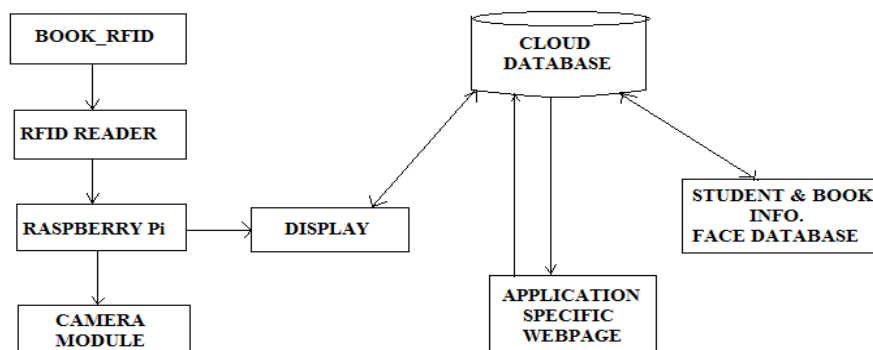 BOOK_RFID
RFID READER
RASPBERRY Pi
CAMERA
MODULE
DISPLAY
CLOUD
DATABASE
APPLICATION
SPECIFIC
WEBPAGE
STUDENT & BOOK
INFO.
FACE DATABASE